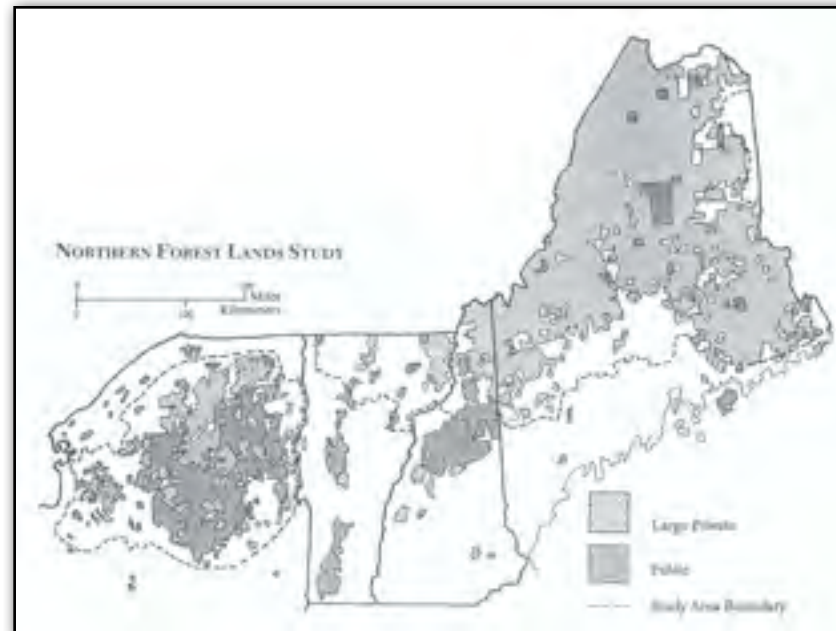 NORTHERN FOREST LANDS STUDY
Miles
Kilometers
Large Private
Public
Study Area Boundary